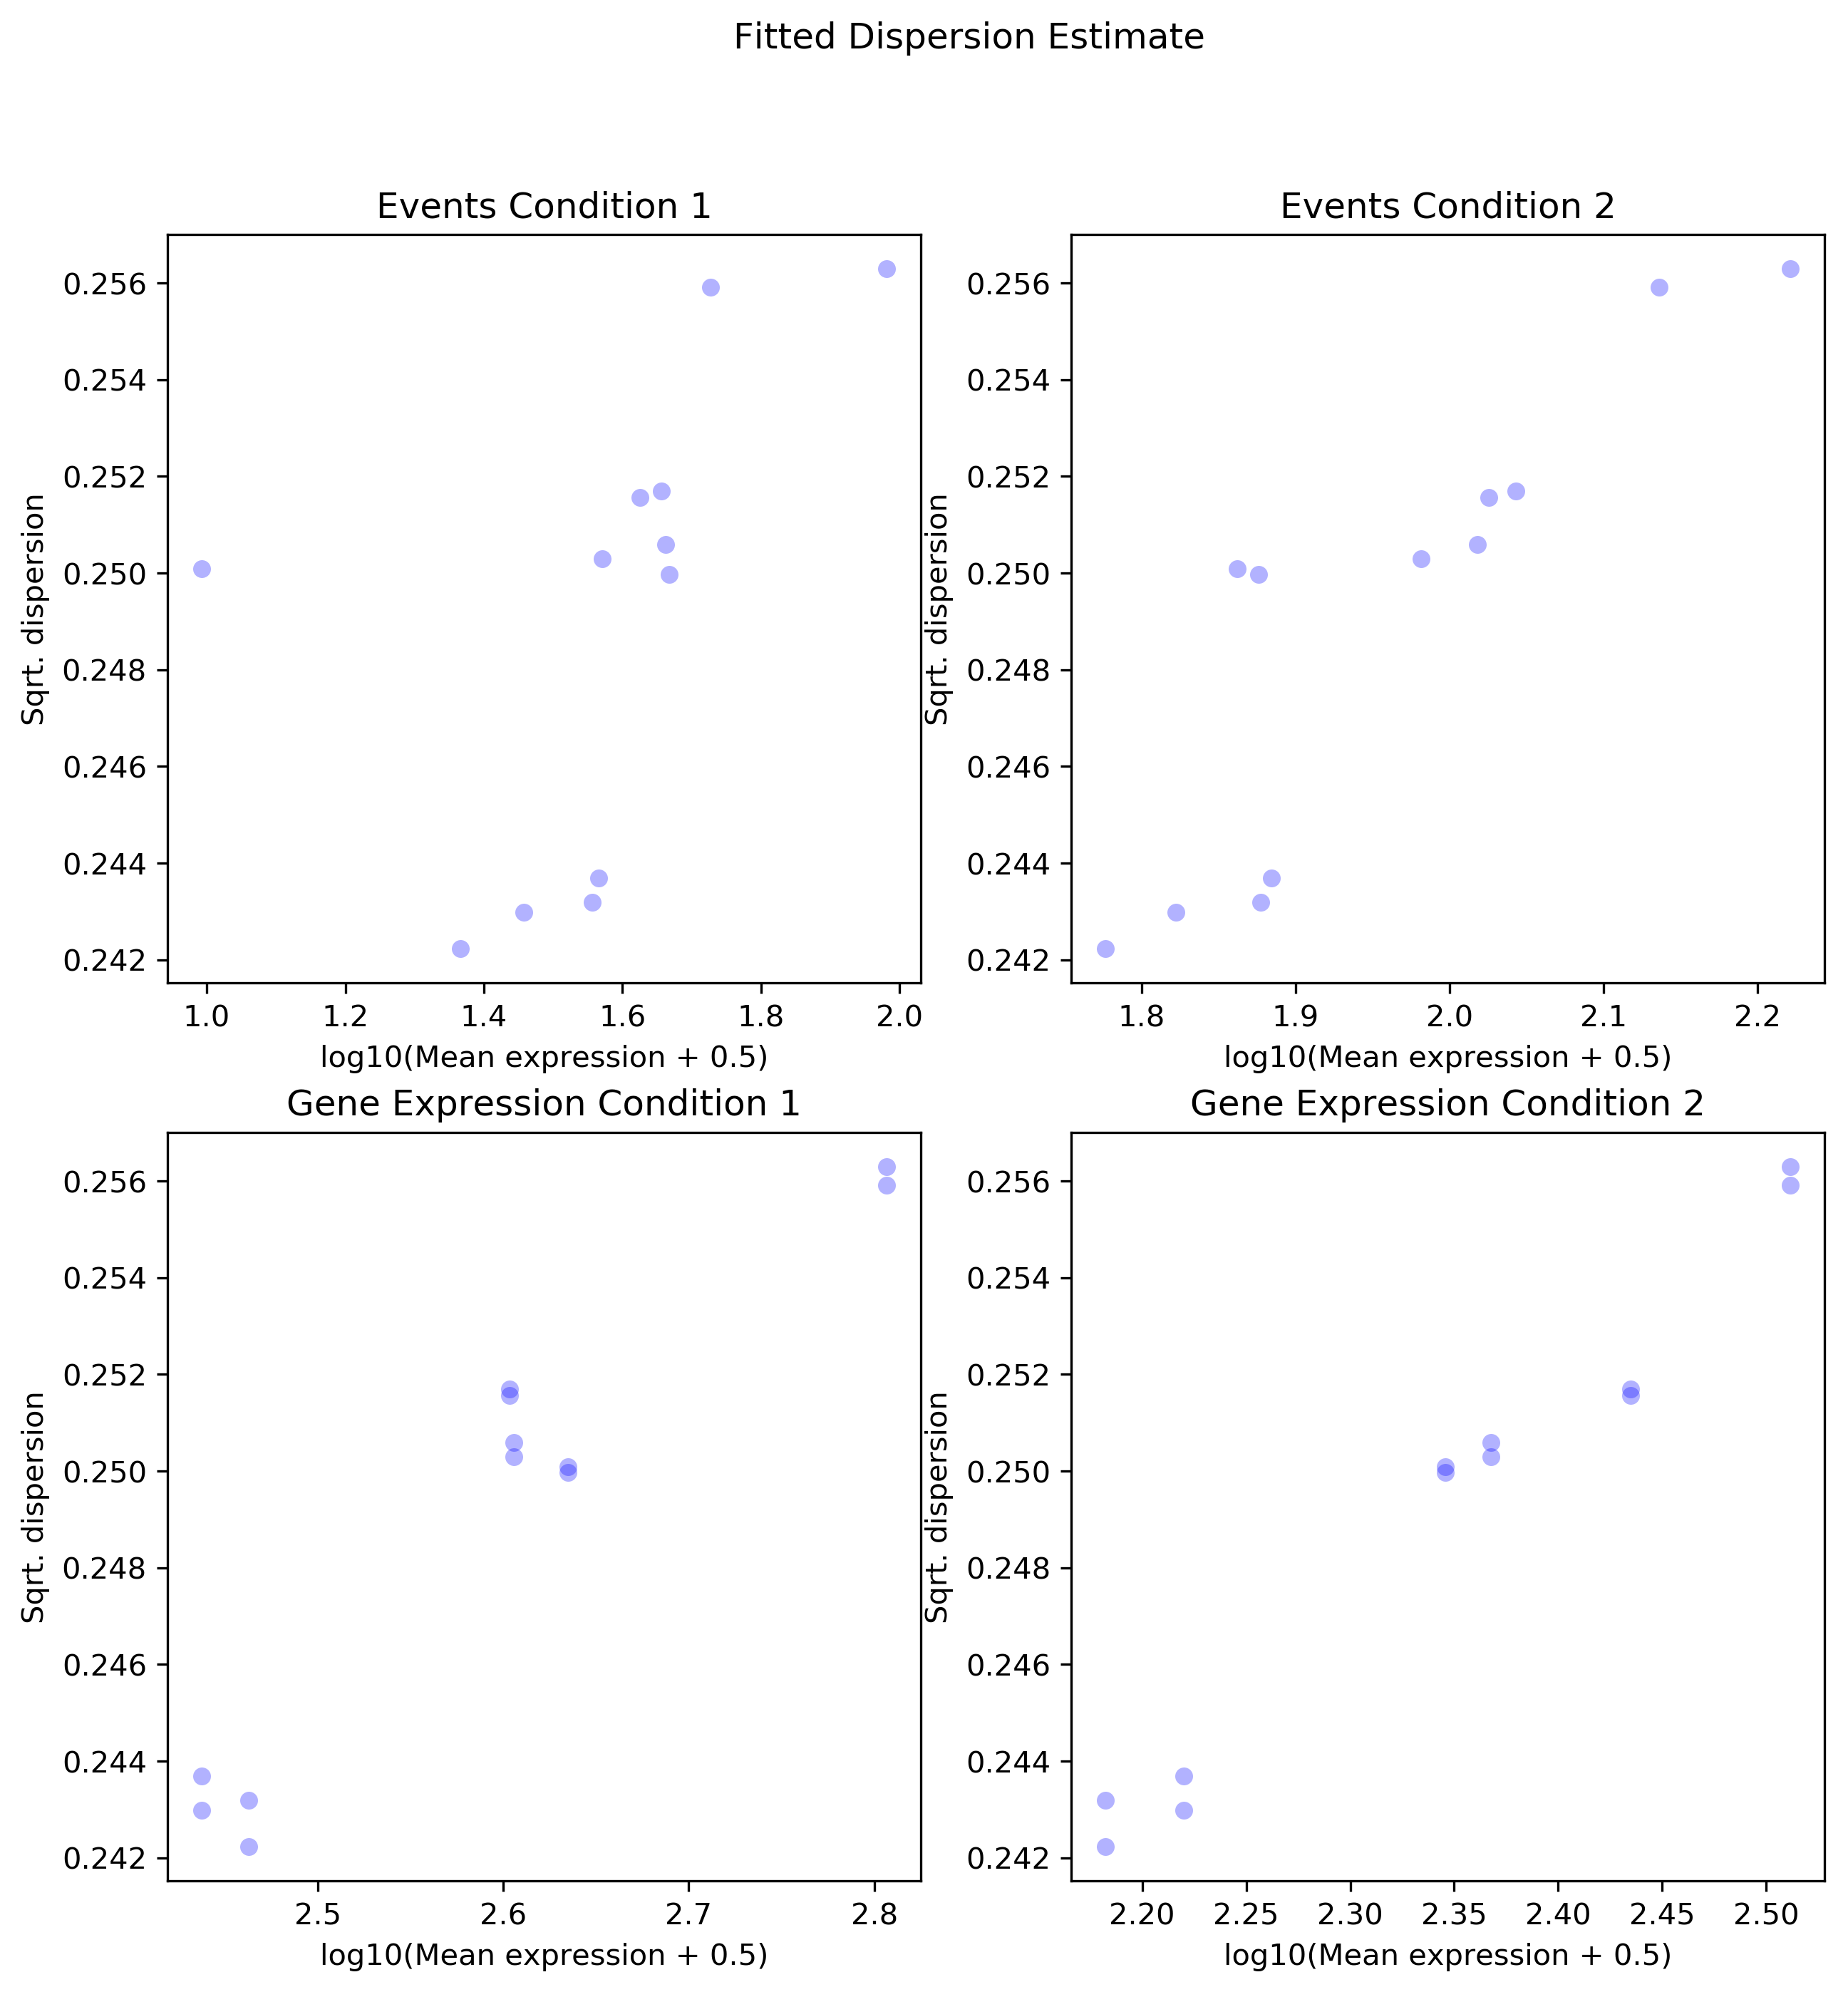 Fitted Dispersion Estimate
Events Condition 1
0.256
0.254
0.252
0.250
0.248
0.246
0.244
0.242
Sqrt. dispersion
1.0 1.2 1.4 1.6 1.8 2.0
log10(Mean expression + 0.5)
Events Condition 2
0.256
0.254
0.252
0.250
0.248
0.246
0.244
0.242
Sqrt. dispersion
1.8 1.9 2.0 2.1 2.2
log10(Mean expression + 0.5)
Gene Expression Condition 1
0.256
0.254
0.252
0.250
0.248
0.246
0.244
0.242
Sqrt. dispersion
2.5 2.6 2.7 2.8
log10(Mean expression + 0.5)
Gene Expression Condition 2
0.256
0.254
0.252
0.250
0.248
0.246
0.244
0.242
Sqrt. dispersion
2.20 2.25 2.30 2.35 2.40 2.45 2.50
log10(Mean expression + 0.5)